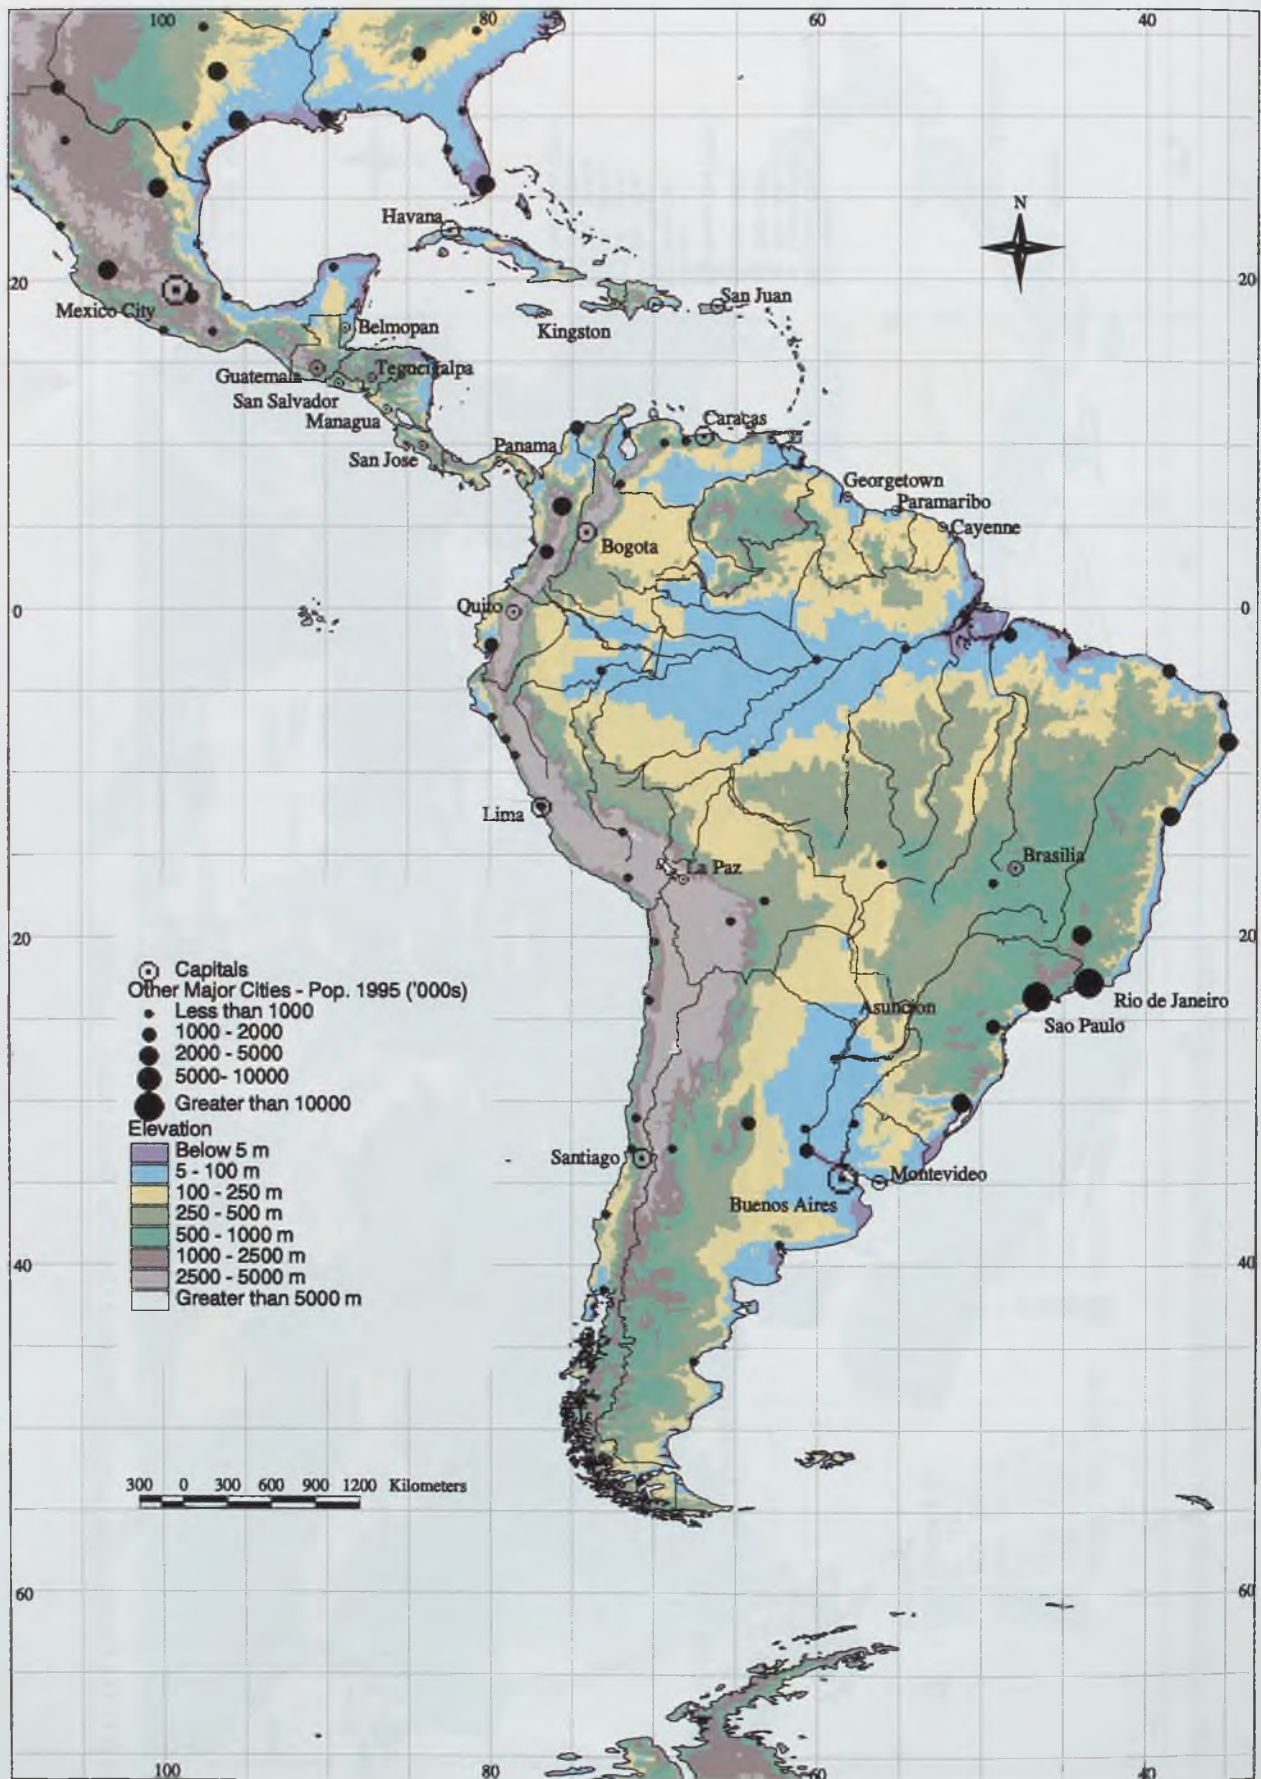 100 80 60 40
N
Havana
20 20
San Juan
Mexico City
Kingston
Belmopan
Guatemala
Tegucigalpa
San Salvador
Managua
Caracas
Panama
San Jose
Georgetown
Paramaribo
Cayenne
Bogota
Quito
0 0
Lima
La Paz
Brasilia
20 20
Capitals
Other Major Cities - Pop. 1995 ('000s)
Less than 1000
1000 - 2000
2000 - 5000
5000- 10000
Greater than 10000
Rio de Janeiro
Asuncion
Sao Paulo
Elevation
Below 5 m
5 - 100 m
100 - 250 m
250 - 500 m
500 - 1000 m
1000 - 2500 m
2500 - 5000 m
Greater than 5000 m
Santiago
Montevideo
Buenos Aires
40 40
300 0 300 600 900 1200 Kilometers
60 60
100 80 60 40